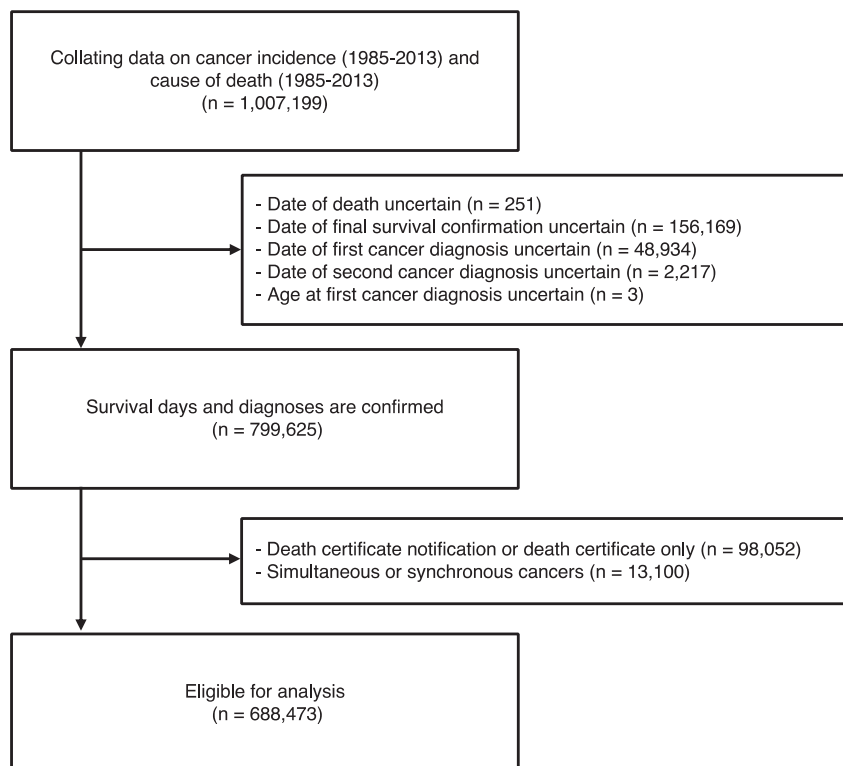 Collating data on cancer incidence (1985-2013) and
cause of death (1985-2013)
(n = 1,007,199)
- Date of death uncertain (n = 251)
- Date of final survival confirmation uncertain (n = 156,169)
- Date of first cancer diagnosis uncertain (n = 48,934)
- Date of second cancer diagnosis uncertain (n = 2,217)
- Age at first cancer diagnosis uncertain (n = 3)
Survival days and diagnoses are confirmed
(n = 799,625)
- Death certificate notification or death certificate only (n = 98,052)
- Simultaneous or synchronous cancers (n = 13,100)
Eligible for analysis
(n = 688,473)